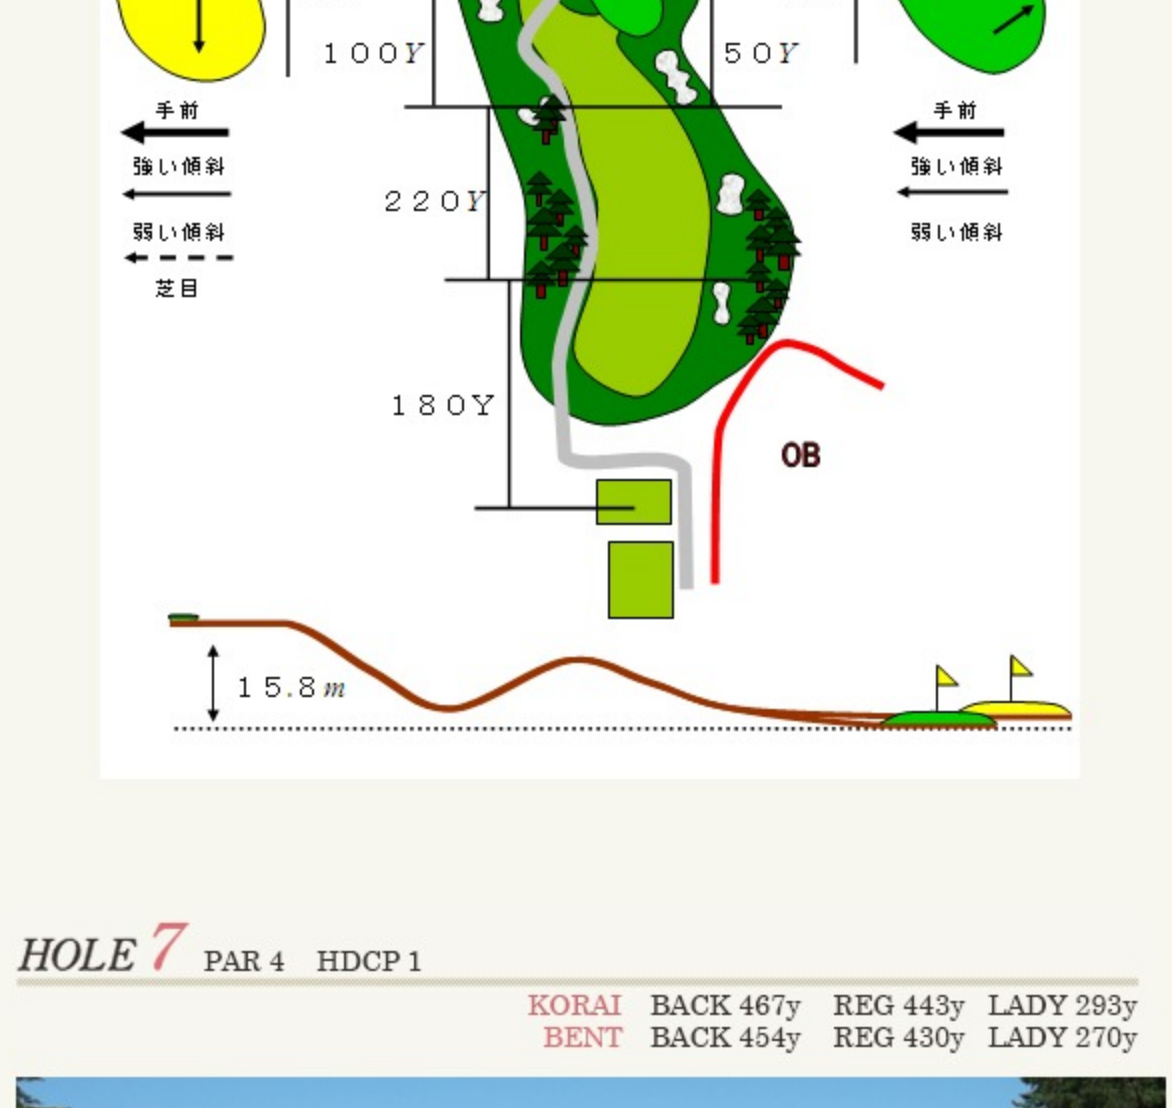 100Y
50Y
手前
手前
強い傾斜
強い傾斜
220Y
弱い傾斜
弱い傾斜
芝目
180Y
OB
15.8m
HOLE 7 PAR 4 HDCP 1
KORAI BACK 467y REG 443y LADY 293y
BENT BACK 454y REG 430y LADY 270y